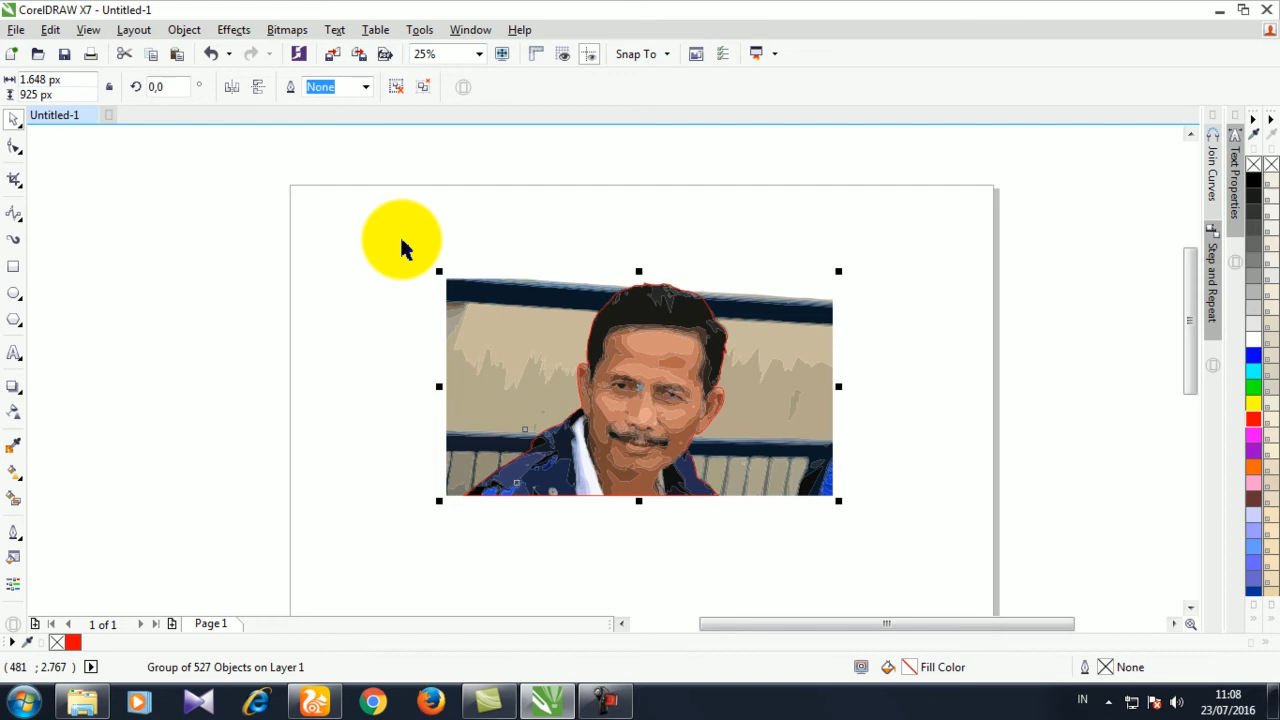 CorelDRAW X7 - Untitled-1
File Edit View Layout Object Effects Bitmaps Text Table Tools Window Help
25% Snap To
1.648 px
925 px
0,0 ° None
Untitled-1
Join Curves
Step and Repeat
Text Properties
1 of 1 Page 1
(481 ; 2.767 ) Group of 527 Objects on Layer 1 Fill Color None
IN 11:08
23/07/2016